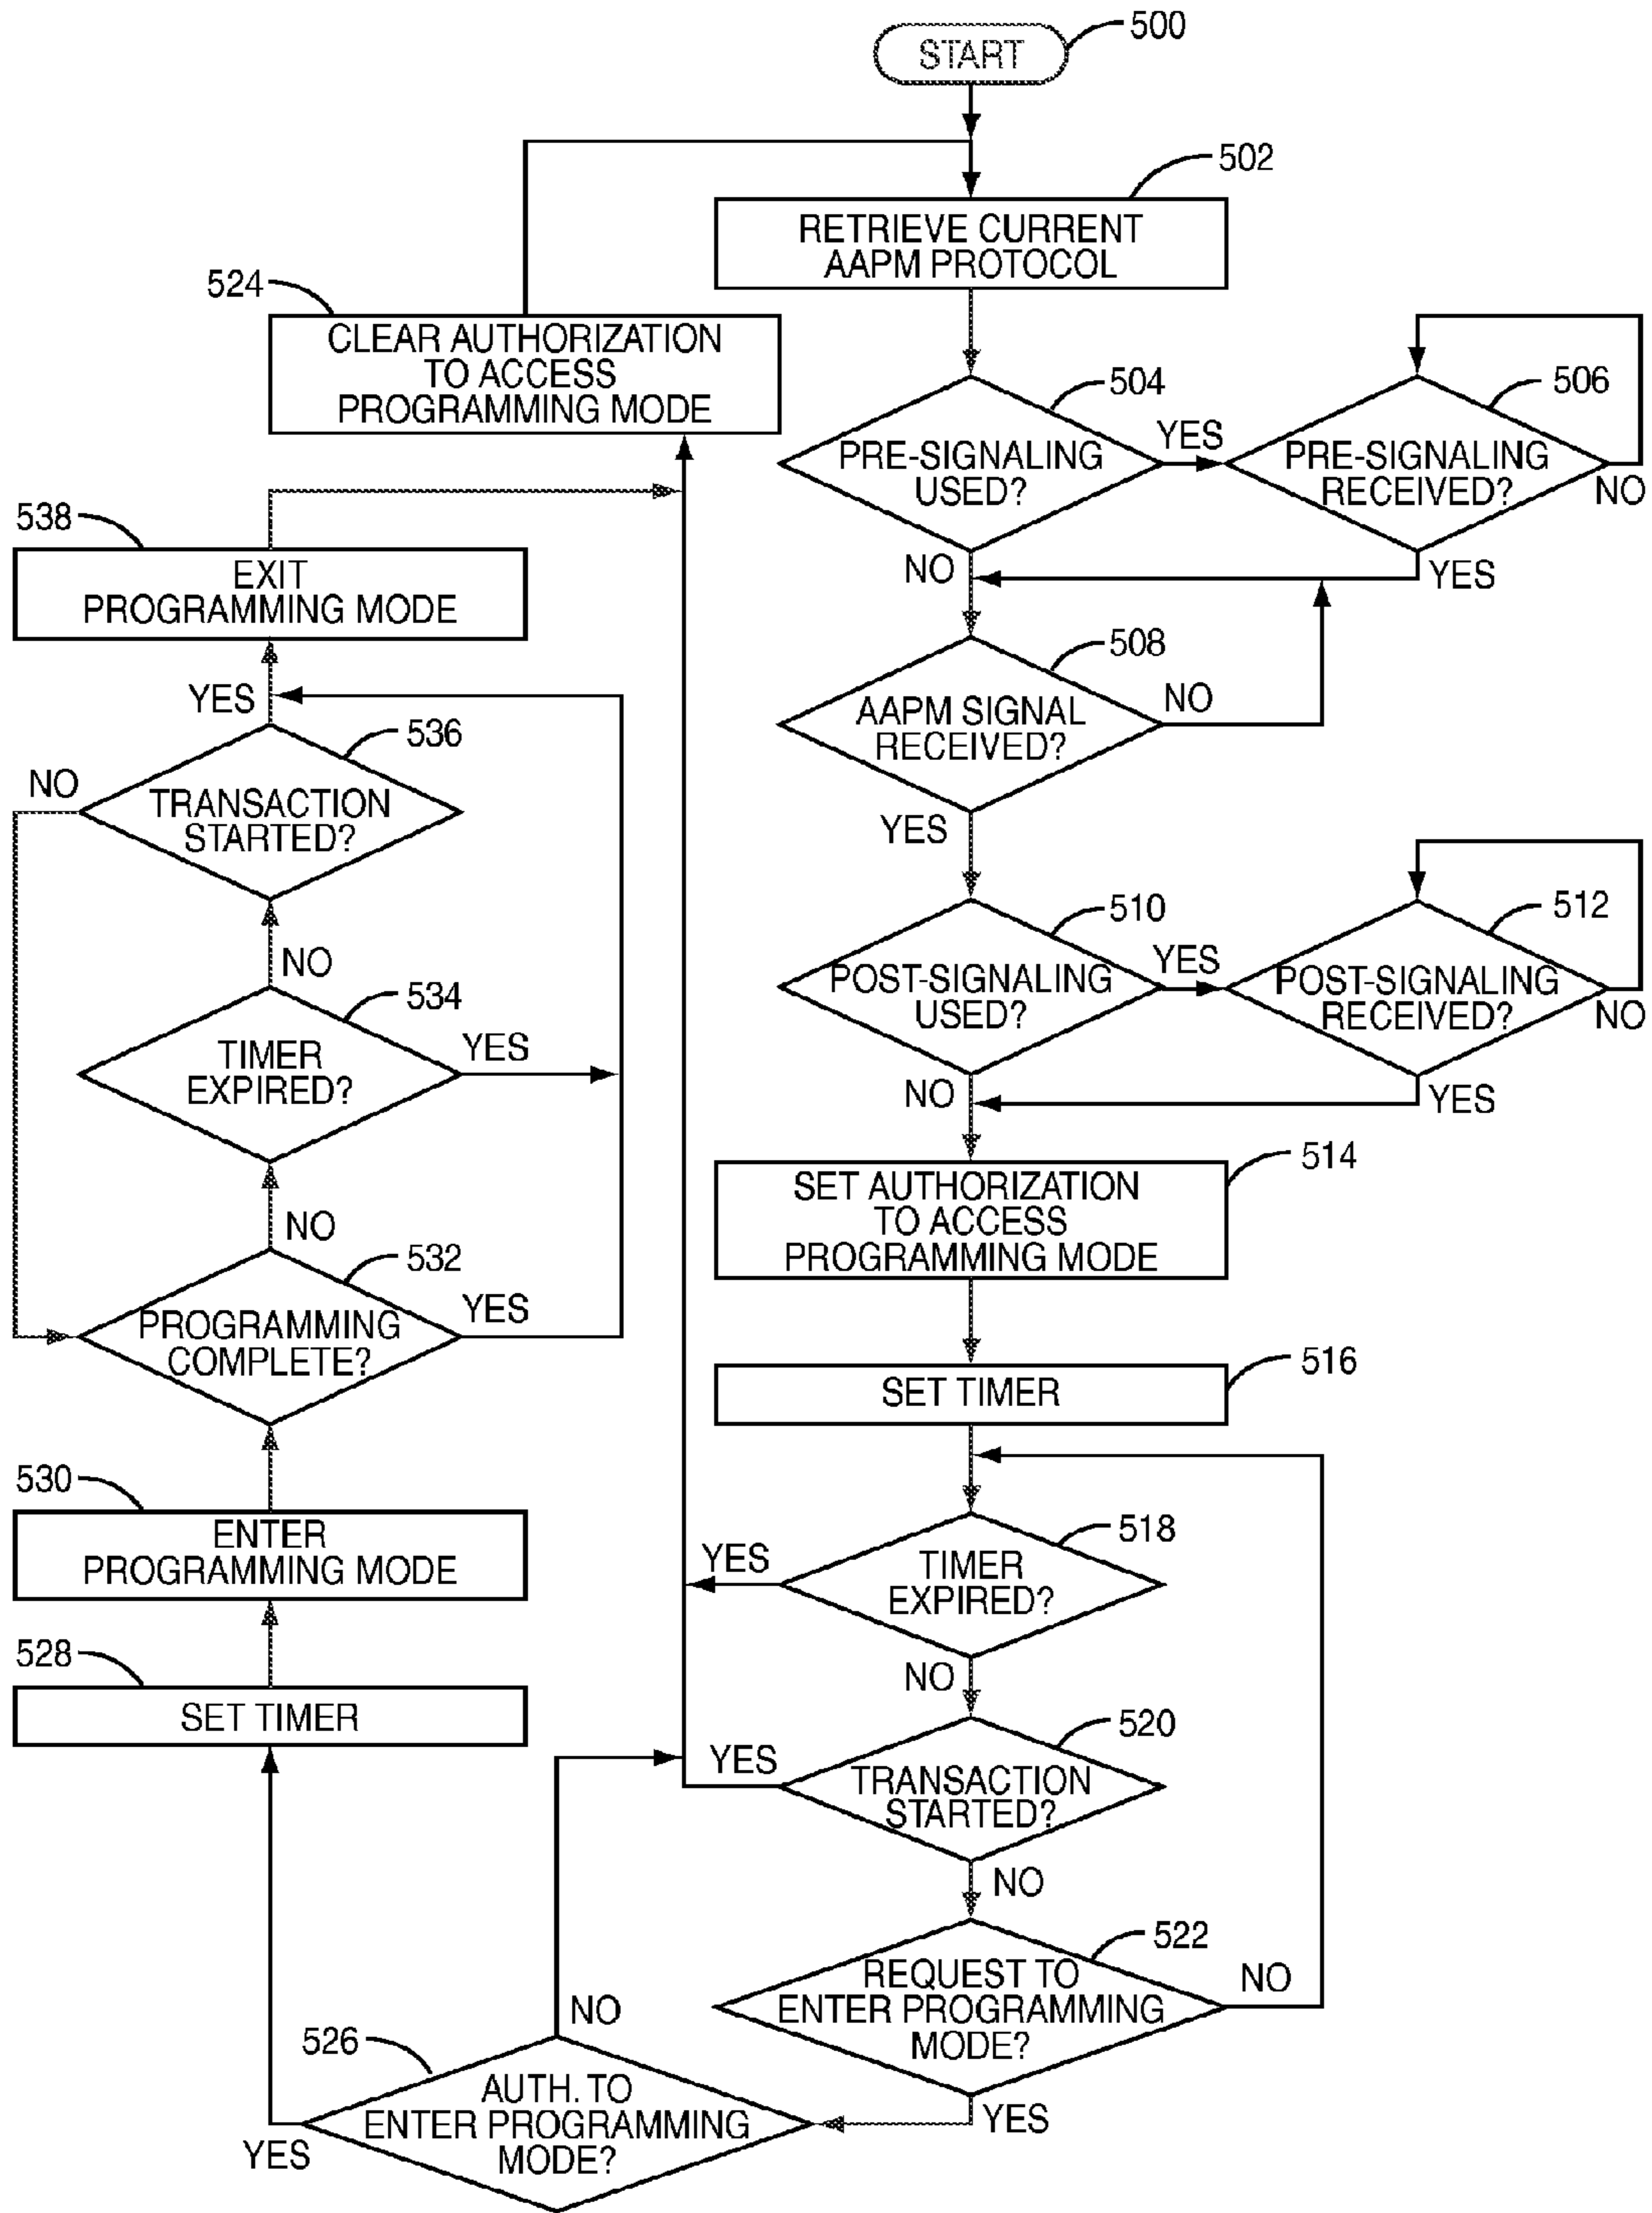 START
500
502
RETRIEVE CURRENT
AAPM PROTOCOL
524
CLEAR AUTHORIZATION
TO ACCESS
PROGRAMMING MODE
504
PRE-SIGNALING
USED?
YES
NO
506
PRE-SIGNALING
RECEIVED?
NO
YES
508
AAPM SIGNAL
RECEIVED?
NO
YES
510
POST-SIGNALING
USED?
YES
NO
512
POST-SIGNALING
RECEIVED?
NO
YES
514
SET AUTHORIZATION
TO ACCESS
PROGRAMMING MODE
516
SET TIMER
518
TIMER
EXPIRED?
YES
NO
520
TRANSACTION
STARTED?
YES
NO
522
REQUEST TO
ENTER PROGRAMMING
MODE?
NO
YES
526
AUTH. TO
ENTER PROGRAMMING
MODE?
NO
YES
528
SET TIMER
530
ENTER
PROGRAMMING MODE
532
PROGRAMMING
COMPLETE?
YES
NO
534
TIMER
EXPIRED?
YES
NO
536
TRANSACTION
STARTED?
NO
YES
538
EXIT
PROGRAMMING MODE